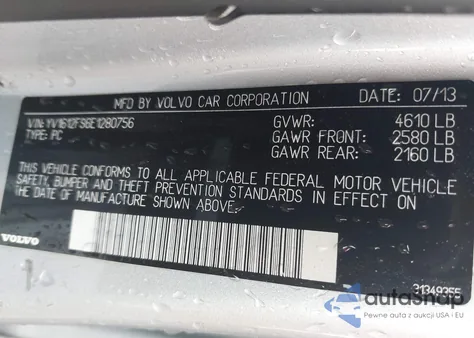 MFD BY VOLVO CAR CORPORATION DATE: 07/13
VIN: YV1612FS6E1280756 GVWR: 4610 LB
TYPE: PC GAWR FRONT: 2580 LB
GAWR REAR: 2160 LB
THIS VEHICLE CONFORMS TO ALL APPLICABLE FEDERAL MOTOR VEHICLE
SAFETY, BUMPER AND THEFT PREVENTION STANDARDS IN EFFECT ON
THE DATE OF MANUFACTURE SHOWN ABOVE.
VOLVO
31349355
autaSnap
Pewne auta z aukcji USA i EU